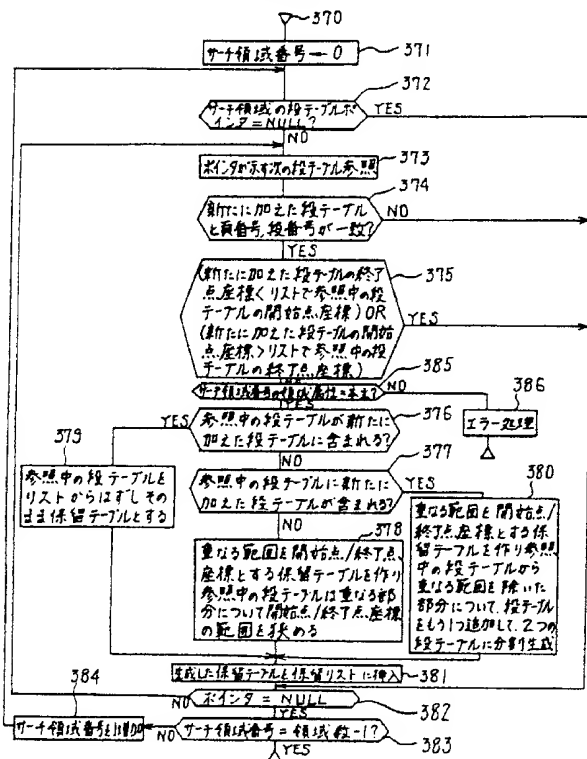 370
サーチ領域番号←0
371
372
サーチ領域の段テーブルポ
インタ=NULL?
YES
NO
373
ポインタが示す次の段テーブル参照
374
新たに加えた段テーブル
と頁番号,段番号が一致?
NO
YES
375
(新たに加えた段テーブルの終了
点座標<リストで参照中の段
テーブルの開始点座標)OR
(新たに加えた段テーブルの開始
点座標>リストで参照中の段
テーブルの終了点座標)
YES
385
サーチ領域番号の領域属性=本文?
NO
YES
386
エラー処理
376
参照中の段テーブルが新たに
加えた段テーブルに含まれる?
YES
NO
379
参照中の段テーブルを
リストからはずしその
まま保留テーブルとする
377
参照中の段テーブルに新たに
加えた段テーブルが含まれる?
YES
NO
380
重なる範囲を開始点/
終了点座標とする保
留テーブルを作り参照
中の段テーブルから
重なる範囲を除いた
部分について,段テーブル
をもう1つ追加して,2つの
段テーブルに分割生成
378
重なる範囲を開始点/終了点
座標とする保留テーブルを作り
参照中の段テーブルは重なる部
分について開始点/終了点座標
の範囲を狭める
生成した保留テーブルを保留リストに挿入
381
384
ポインタ=NULL
NO
382
YES
サーチ領域番号を1増加
NO
サーチ領域番号=領域数-1?
383
YES